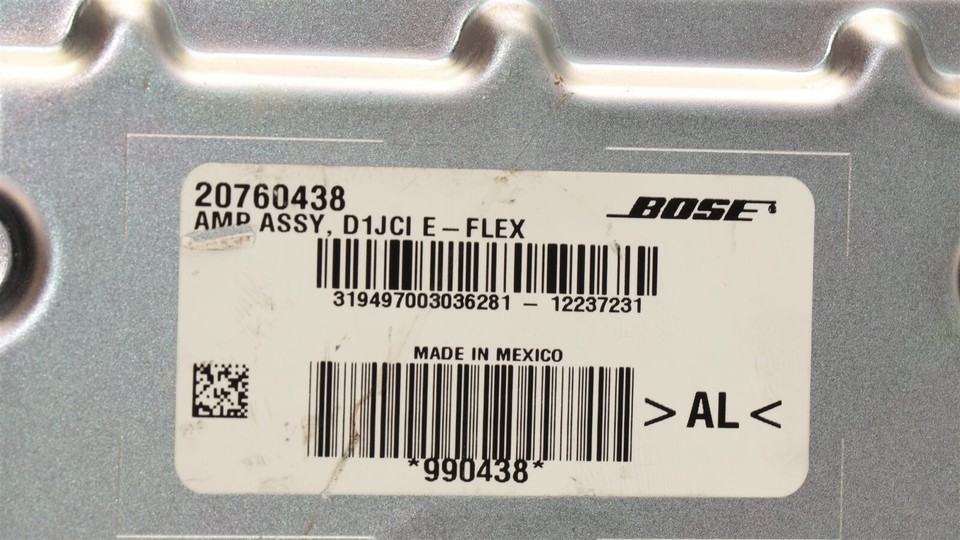 20760438
BOSE
AMP ASSY, D1JCI E-FLEX
319497003036281 - 12237231
MADE IN MEXICO
> AL <
*990438*